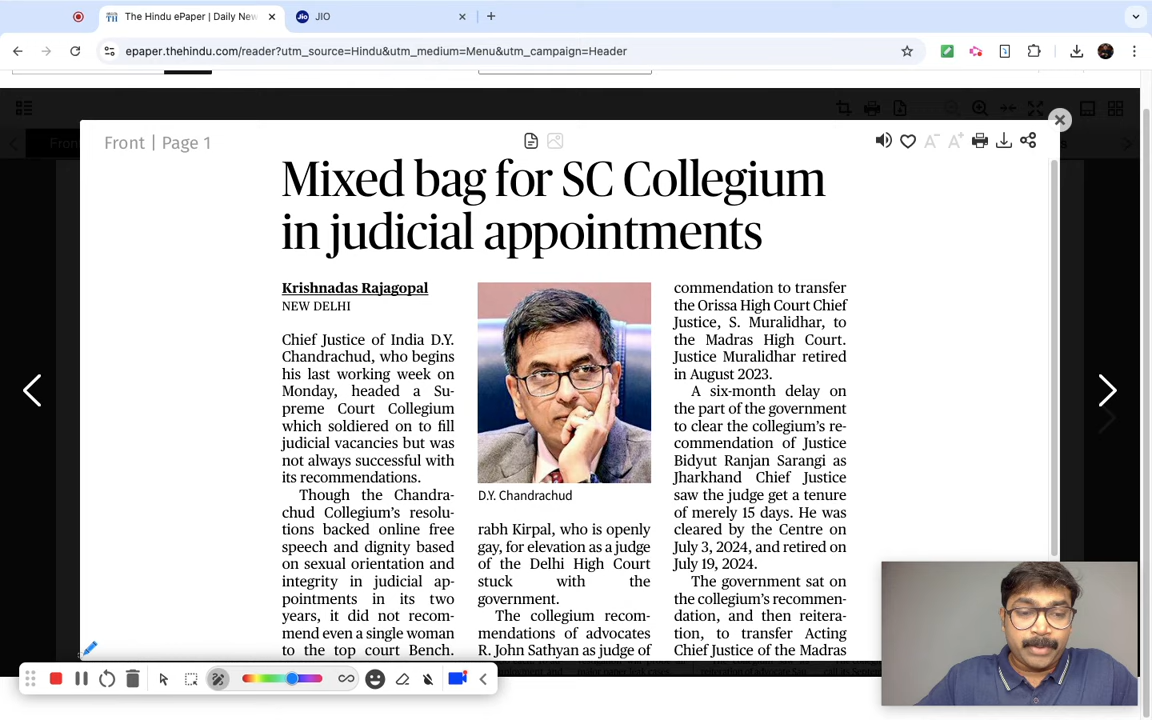 The Hindu ePaper | Daily New
JIO
epaper.thehindu.com/reader?utm_source=Hindu&utm_medium=Menu&utm_campaign=Header
Front | Page 1
Mixed bag for SC Collegium
in judicial appointments
Krishnadas Rajagopal
NEW DELHI
Chief Justice of India D.Y.
Chandrachud, who begins
his last working week on
Monday, headed a Su-
preme Court Collegium
which soldiered on to fill
judicial vacancies but was
not always successful with
its recommendations.
Though the Chandra-
chud Collegium's resolu-
tions backed online free
speech and dignity based
on sexual orientation and
integrity in judicial ap-
pointments in its two
years, it did not recom-
mend even a single woman
to the top court Bench.
D.Y. Chandrachud
rabh Kirpal, who is openly
gay, for elevation as a judge
of the Delhi High Court
stuck with the
government.
The collegium recom-
mendations of advocates
R. John Sathyan as judge of
commendation to transfer
the Orissa High Court Chief
Justice, S. Muralidhar, to
the Madras High Court.
Justice Muralidhar retired
in August 2023.
A six-month delay on
the part of the government
to clear the collegium's re-
commendation of Justice
Bidyut Ranjan Sarangi as
Jharkhand Chief Justice
saw the judge get a tenure
of merely 15 days. He was
cleared by the Centre on
July 3, 2024, and retired on
July 19, 2024.
The government sat on
the collegium's recommen-
dation, and then reitera-
tion, to transfer Acting
Chief Justice of the Madras